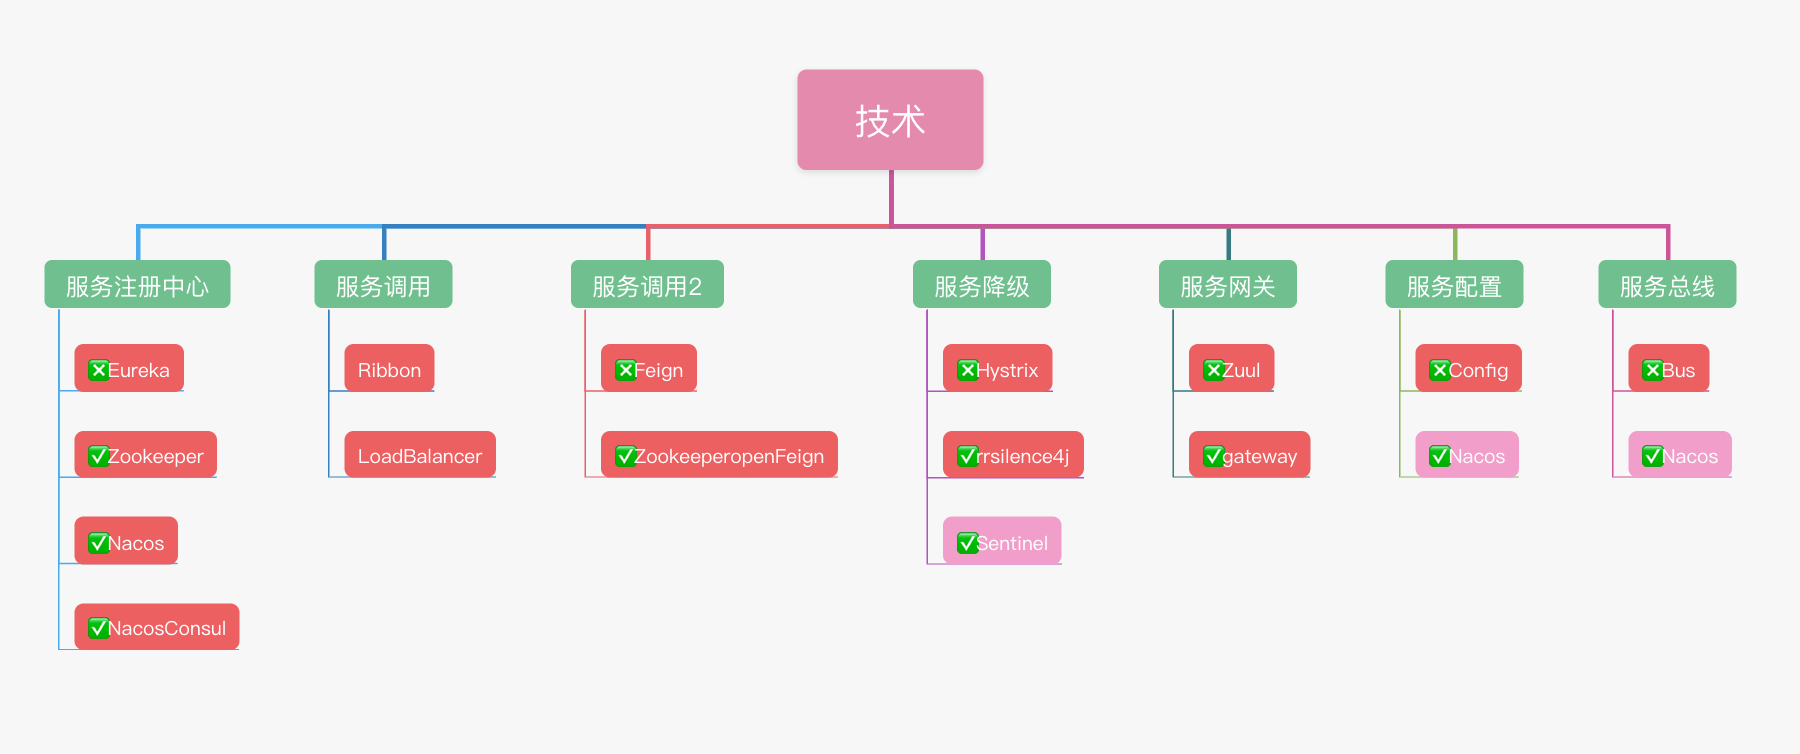 技术
服务注册中心
❎Eureka
✅Zookeeper
✅Nacos
✅NacosConsul
服务调用
Ribbon
LoadBalancer
服务调用2
❎Feign
✅ZookeeperopenFeign
服务降级
❎Hystrix
✅rrsilence4j
✅Sentinel
服务网关
❎Zuul
✅gateway
服务配置
❎Config
✅Nacos
服务总线
❎Bus
✅Nacos